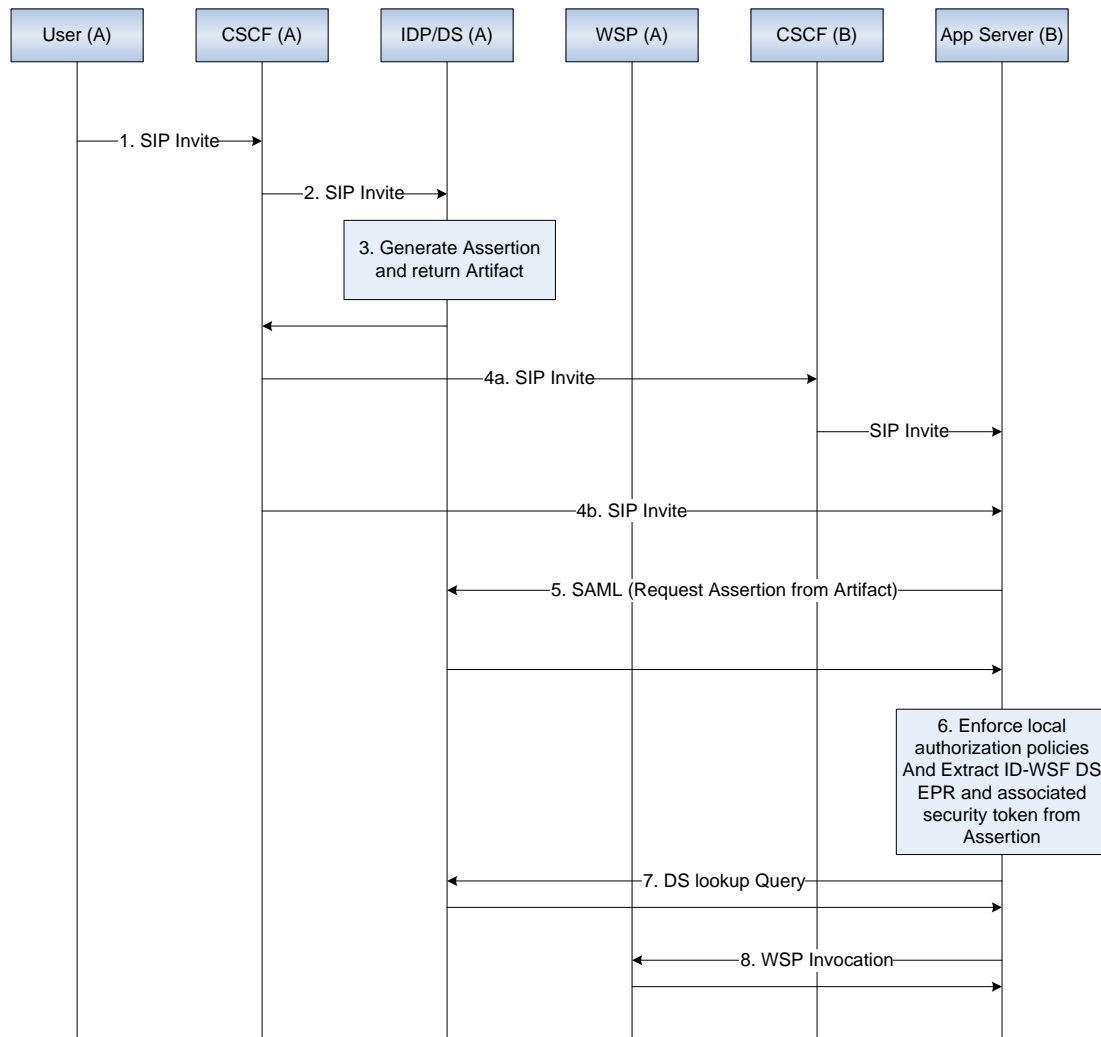 User (A)
CSCF (A)
IDP/DS (A)
WSP (A)
CSCF (B)
App Server (B)
1. SIP Invite
2. SIP Invite
3. Generate Assertion
and return Artifact
4a. SIP Invite
SIP Invite
4b. SIP Invite
5. SAML (Request Assertion from Artifact)
6. Enforce local
authorization policies
And Extract ID-WSF DS
EPR and associated
security token from
Assertion
7. DS lookup Query
8. WSP Invocation